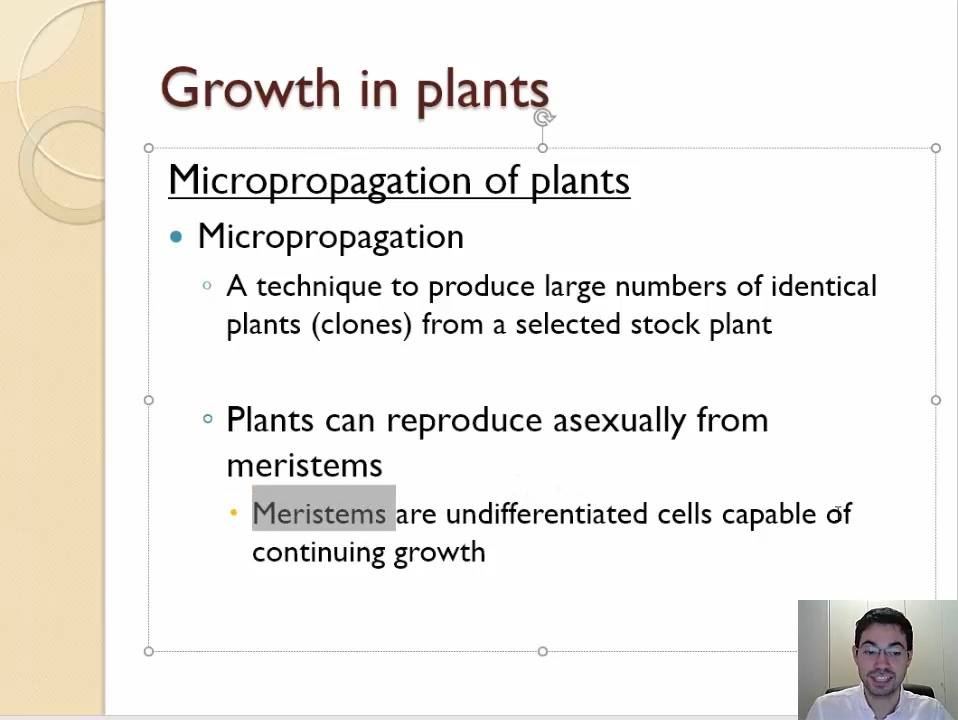 Growth in plants
Micropropagation of plants
Micropropagation
A technique to produce large numbers of identical
plants (clones) from a selected stock plant
Plants can reproduce asexually from
meristems
Meristems are undifferentiated cells capable of
continuing growth